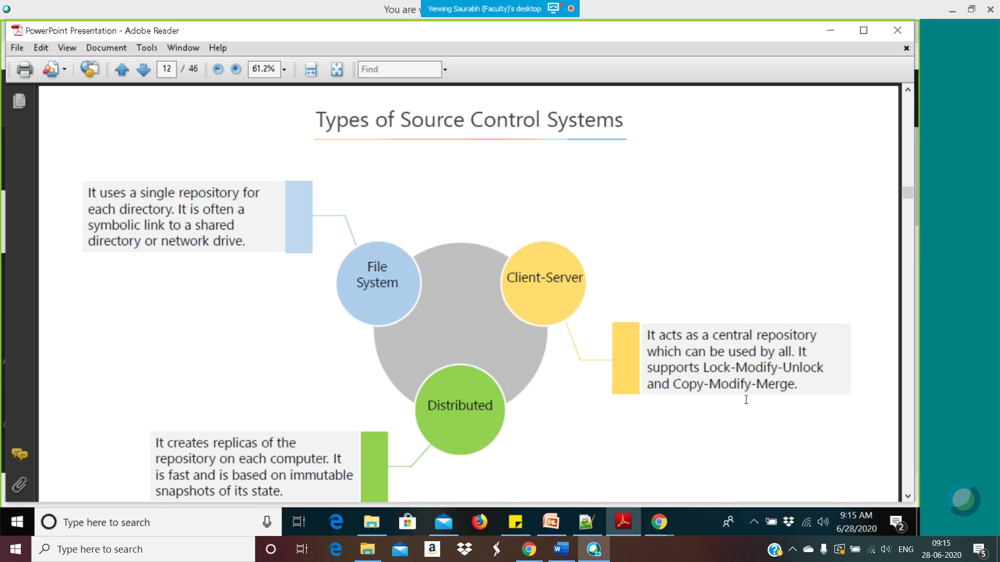 You are
Viewing Saurabh (Faculty)'s desktop
PowerPoint Presentation - Adobe Reader
File Edit View Document Tools Window Help
12 / 46 61.2% Find
Types of Source Control Systems
It uses a single repository for
each directory. It is often a
symbolic link to a shared
directory or network drive.
File
System
Client-Server
It acts as a central repository
which can be used by all. It
supports Lock-Modify-Unlock
and Copy-Modify-Merge.
Distributed
It creates replicas of the
repository on each computer. It
is fast and is based on immutable
snapshots of its state.
Type here to search
9:15 AM
6/28/2020
2
Type here to search
ENG
09:15
28-06-2020
5